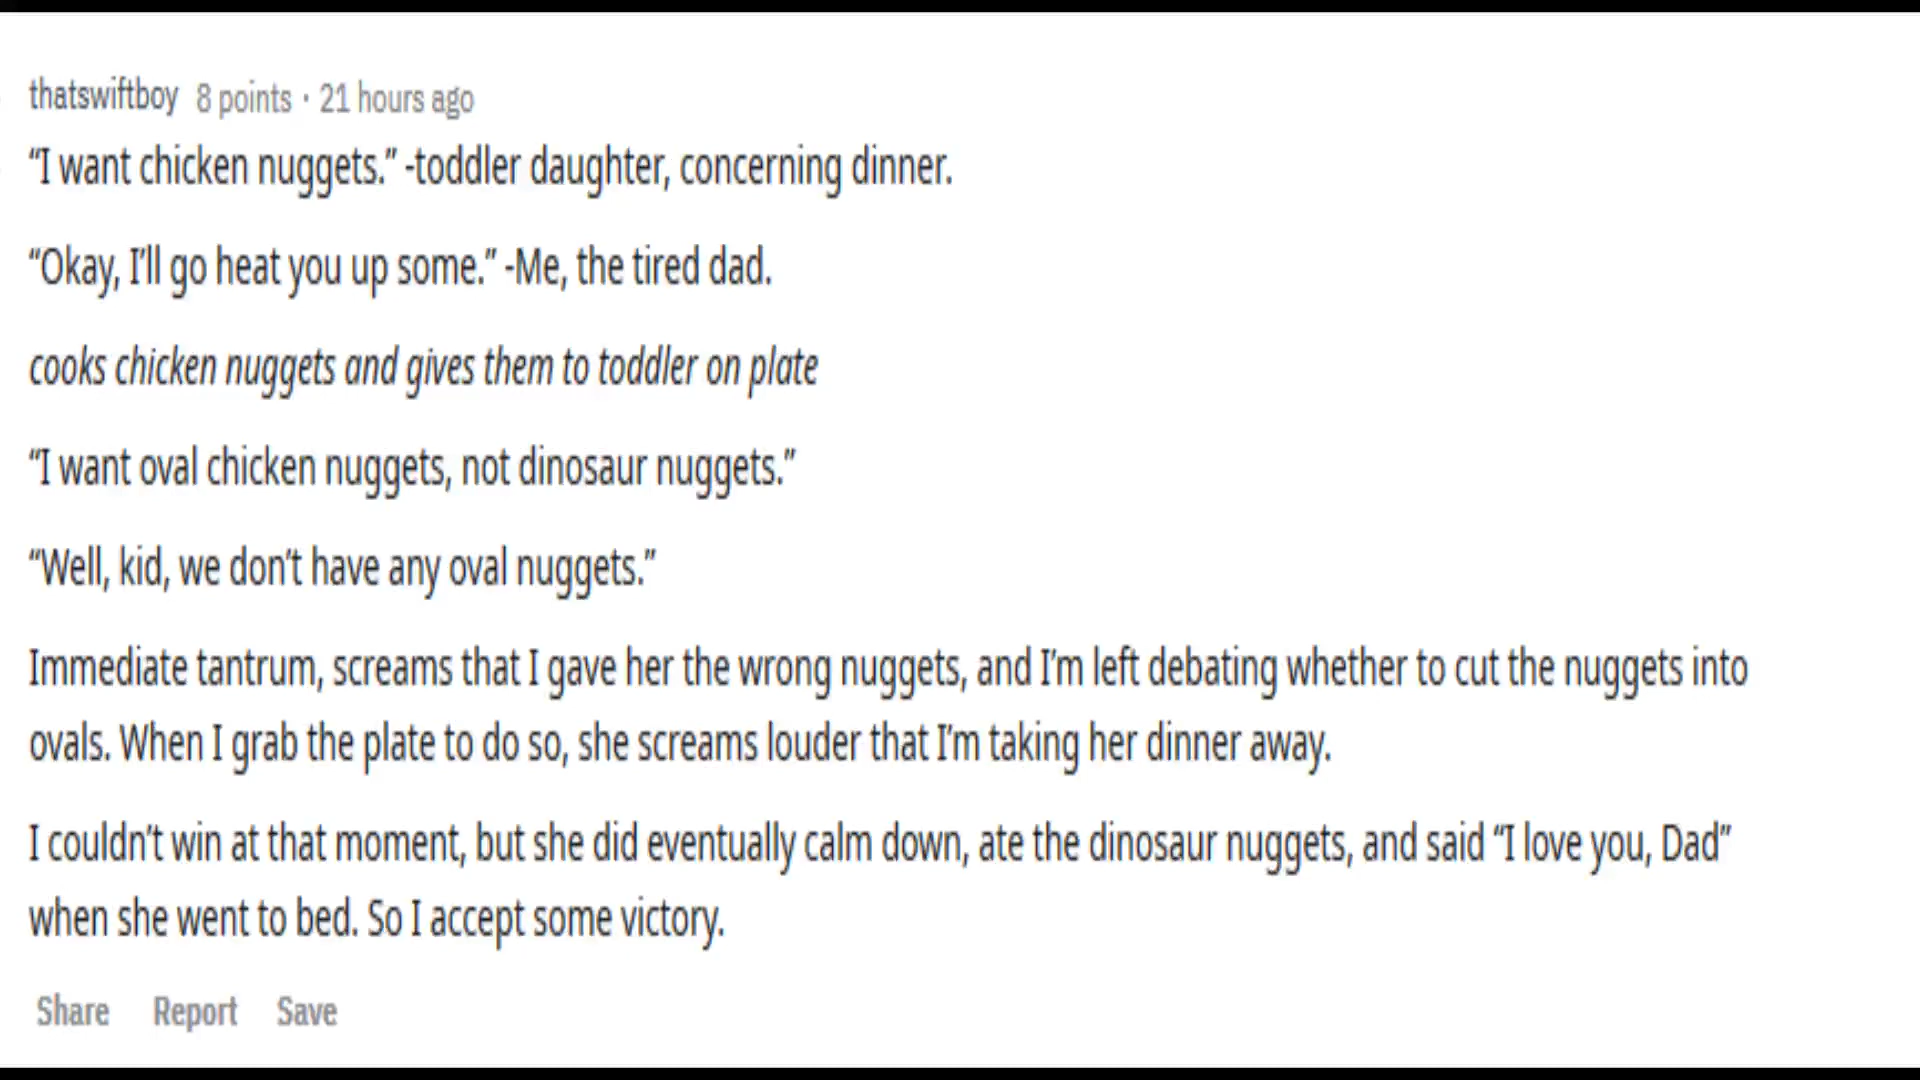 thatswiftboy 8 points · 21 hours ago
“I want chicken nuggets.” -toddler daughter, concerning dinner.
“Okay, I’ll go heat you up some.” -Me, the tired dad.
cooks chicken nuggets and gives them to toddler on plate
“I want oval chicken nuggets, not dinosaur nuggets.”
“Well, kid, we don’t have any oval nuggets.”
Immediate tantrum, screams that I gave her the wrong nuggets, and I’m left debating whether to cut the nuggets into
ovals. When I grab the plate to do so, she screams louder that I’m taking her dinner away.
I couldn’t win at that moment, but she did eventually calm down, ate the dinosaur nuggets, and said “I love you, Dad”
when she went to bed. So I accept some victory.
Share Report Save